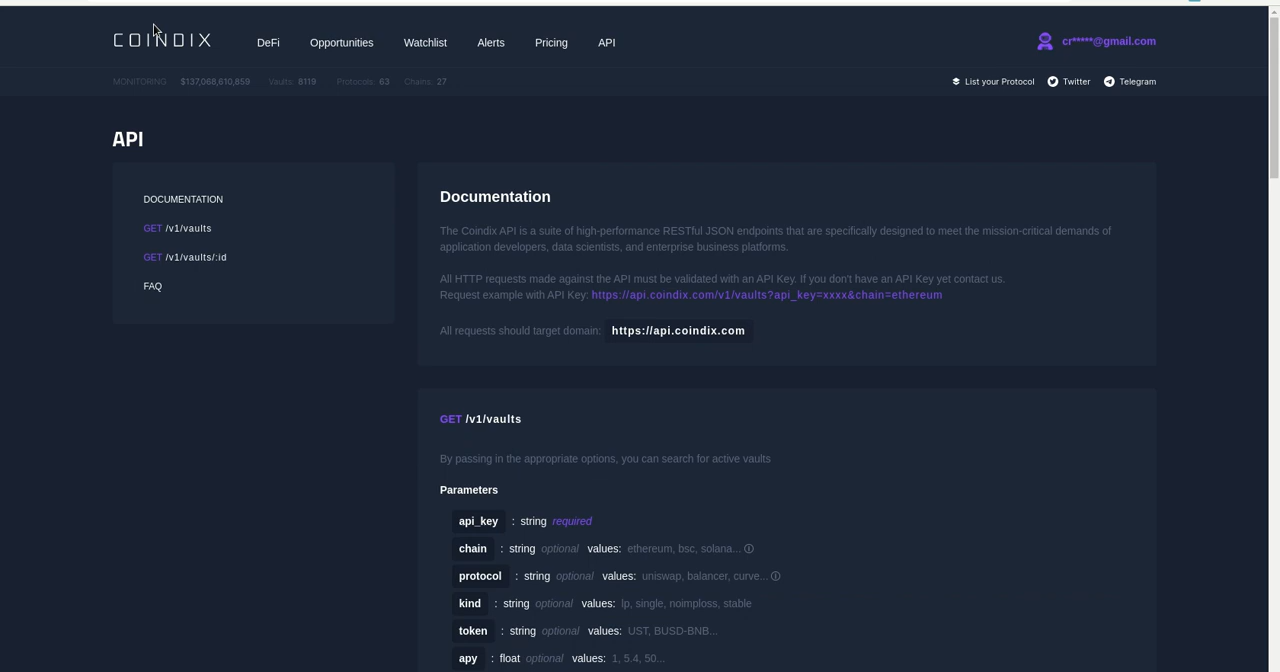 COINDIX
DeFi
Opportunities
Watchlist
Alerts
Pricing
API
cr*****@gmail.com
MONITORING $137,068,610,859 Vaults: 8119 Protocols: 63 Chains: 27
List your Protocol
Twitter
Telegram
API
DOCUMENTATION
GET /v1/vaults
GET /v1/vaults/:id
FAQ
Documentation
The Coindix API is a suite of high-performance RESTful JSON endpoints that are specifically designed to meet the mission-critical demands of
application developers, data scientists, and enterprise business platforms.
All HTTP requests made against the API must be validated with an API Key. If you don't have an API Key yet contact us.
Request example with API Key: https://api.coindix.com/v1/vaults?api_key=xxxx&chain=ethereum
All requests should target domain: https://api.coindix.com
GET /v1/vaults
By passing in the appropriate options, you can search for active vaults
Parameters
api_key : string required
chain : string optional values: ethereum, bsc, solana...
protocol : string optional values: uniswap, balancer, curve...
kind : string optional values: lp, single, noimploss, stable
token : string optional values: UST, BUSD-BNB...
apy : float optional values: 1, 5.4, 50...